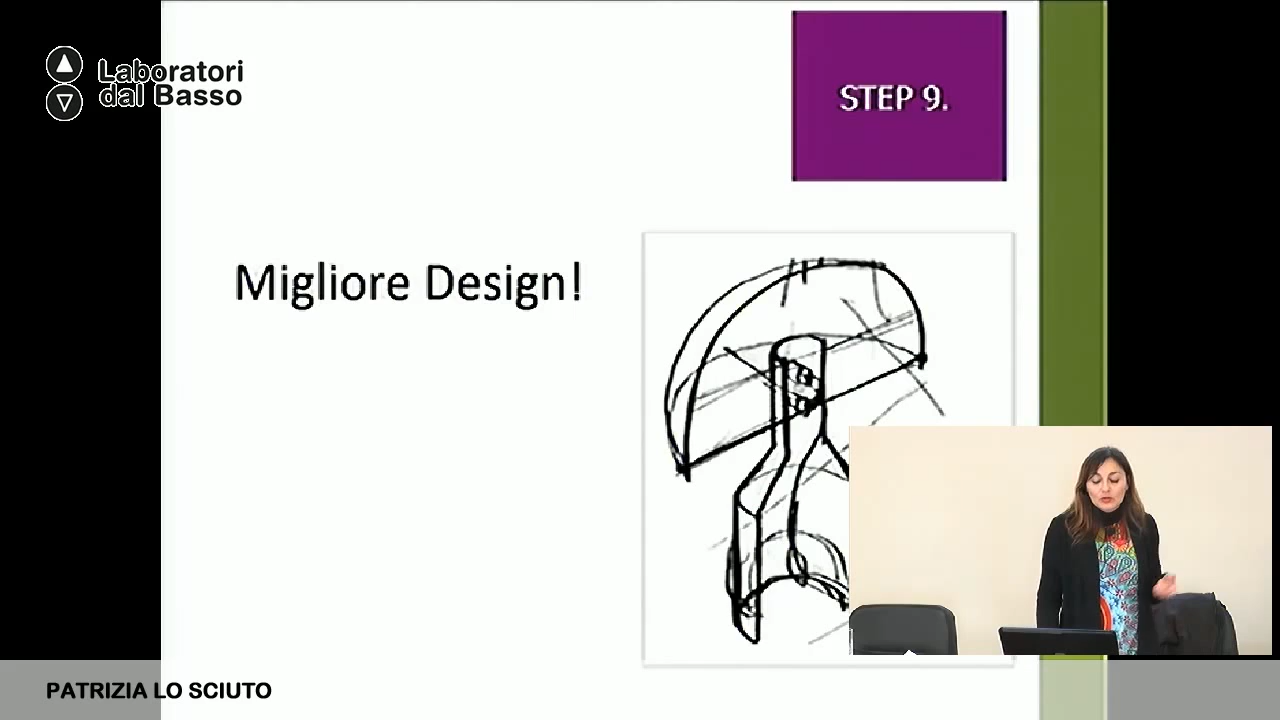 Laboratori
dal Basso
STEP 9.
Migliore Design!
PATRIZIA LO SCIUTO